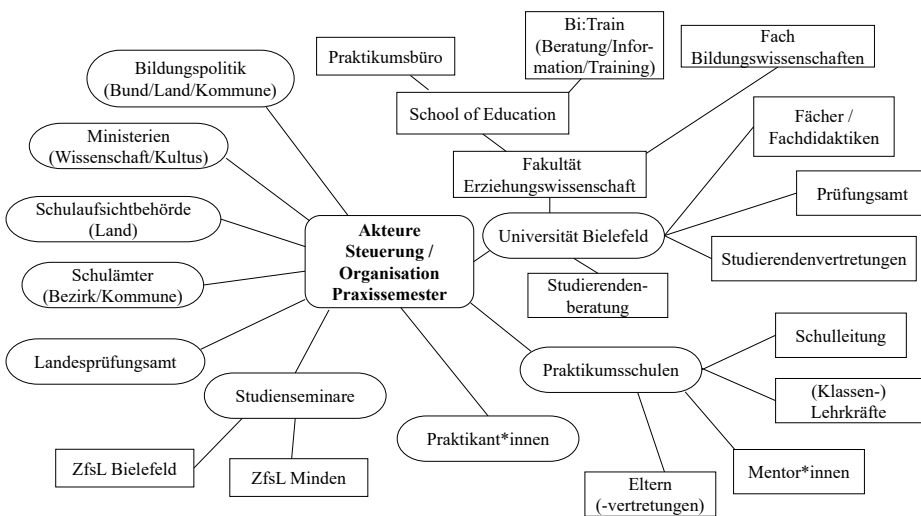 Bildungspolitik
(Bund/Land/Kommune)
Ministerien
(Wissenschaft/Kultus)
Schulaufsichtbehörde
(Land)
Schulämter
(Bezirk/Kommune)
Landesprüfungsamt
Studienseminare
ZfsL Bielefeld
ZfsL Minden
Akteure
Steuerung /
Organisation
Praxissemester
Praktikant*innen
Praktikumsbüro
Bi:Train
(Beratung/Infor-
mation/Training)
Fach
Bildungswissenschaften
School of Education
Fakultät
Erziehungswissenschaft
Fächer /
Fachdidaktiken
Prüfungsamt
Universität Bielefeld
Studierendenvertretungen
Studierenden-
beratung
Praktikumsschulen
Schulleitung
(Klassen-)
Lehrkräfte
Mentor*innen
Eltern
(-vertretungen)